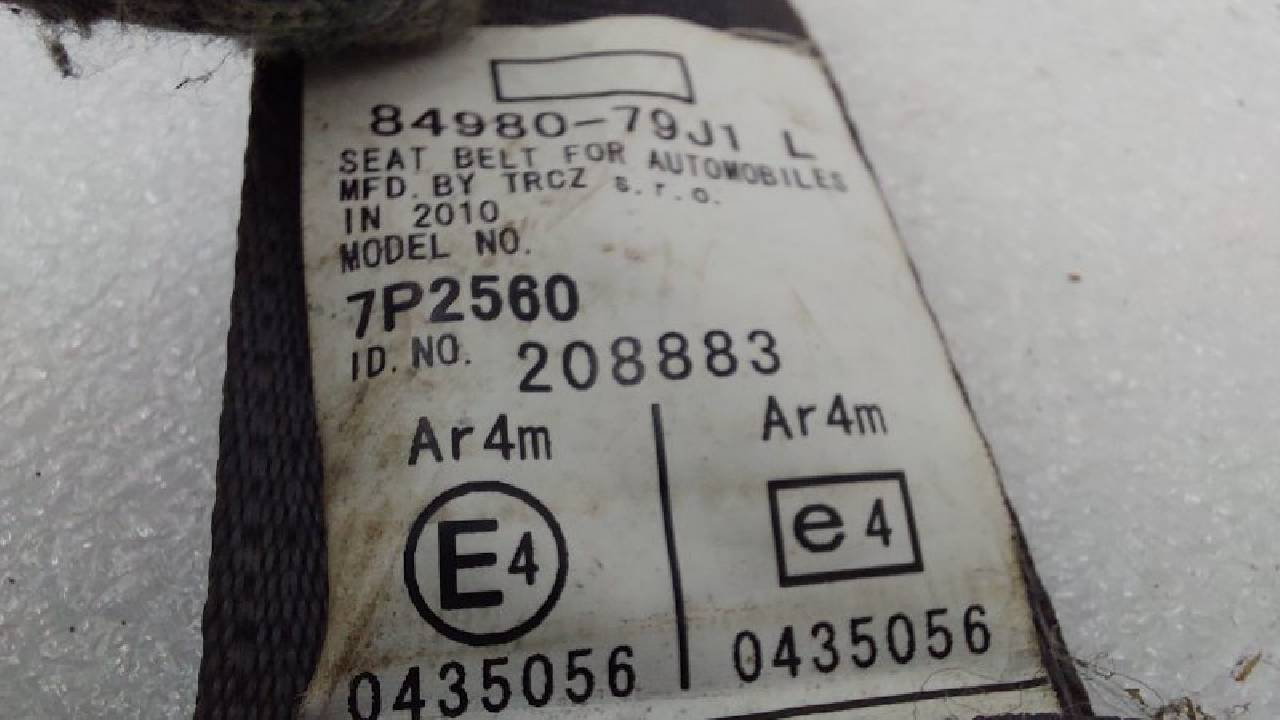 84980-79J1 L
SEAT BELT FOR AUTOMOBILES
MFD. BY TRCZ s.r.o.
IN 2010
MODEL NO.
7P2560
ID. NO. 208883
Ar4m Ar4m
E4 e4
0435056 0435056